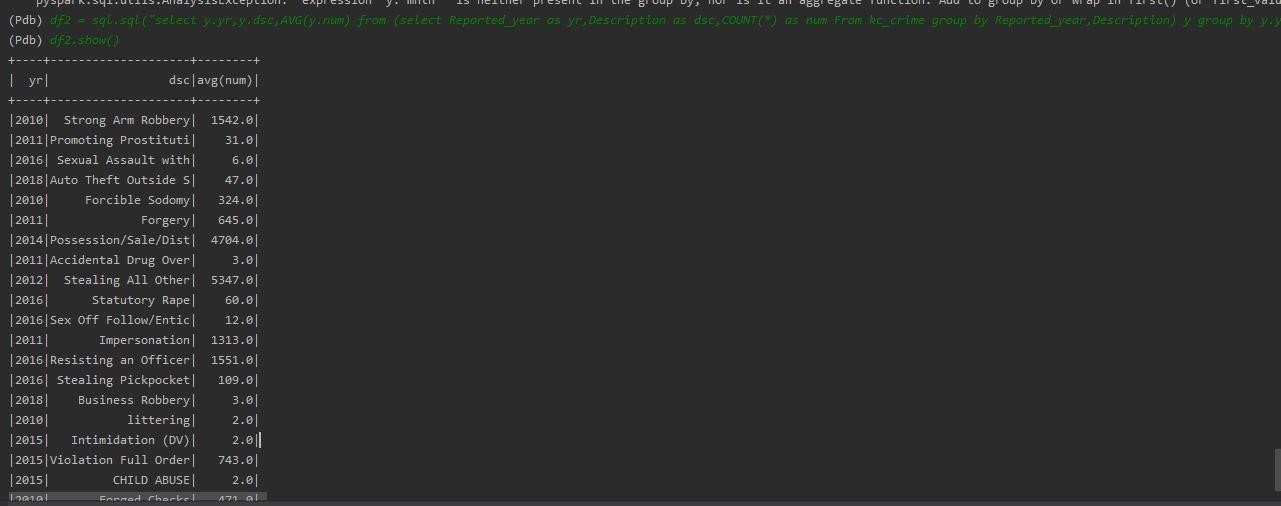 pyspark.sql.utils.AnalysisException: "expression 'y.`mnth`' is neither present in the group by, nor is it an aggregate function. Add to group by or wrap in first() (or first_valu
(Pdb) df2 = sql.sql("select y.yr,y.dsc,AVG(y.num) from (select Reported_year as yr,Description as dsc,COUNT(*) as num From kc_crime group by Reported_year,Description) y group by y.y
(Pdb) df2.show()
+----+--------------------+--------+
|  yr|                 dsc|avg(num)|
+----+--------------------+--------+
|2010|  Strong Arm Robbery|  1542.0|
|2011|Promoting Prostituti|    31.0|
|2016| Sexual Assault with|     6.0|
|2018|Auto Theft Outside S|    47.0|
|2010|     Forcible Sodomy|   324.0|
|2011|             Forgery|   645.0|
|2014|Possession/Sale/Dist|  4704.0|
|2011|Accidental Drug Over|     3.0|
|2012|  Stealing All Other|  5347.0|
|2016|      Statutory Rape|    60.0|
|2016|Sex Off Follow/Entic|    12.0|
|2011|       Impersonation|  1313.0|
|2016|Resisting an Officer|  1551.0|
|2016| Stealing Pickpocket|   109.0|
|2018|    Business Robbery|     3.0|
|2010|           littering|     2.0|
|2015|   Intimidation (DV)|     2.0|
|2015|Violation Full Order|   743.0|
|2015|         CHILD ABUSE|     2.0|
|2010|       Forged Checks|   471.0|